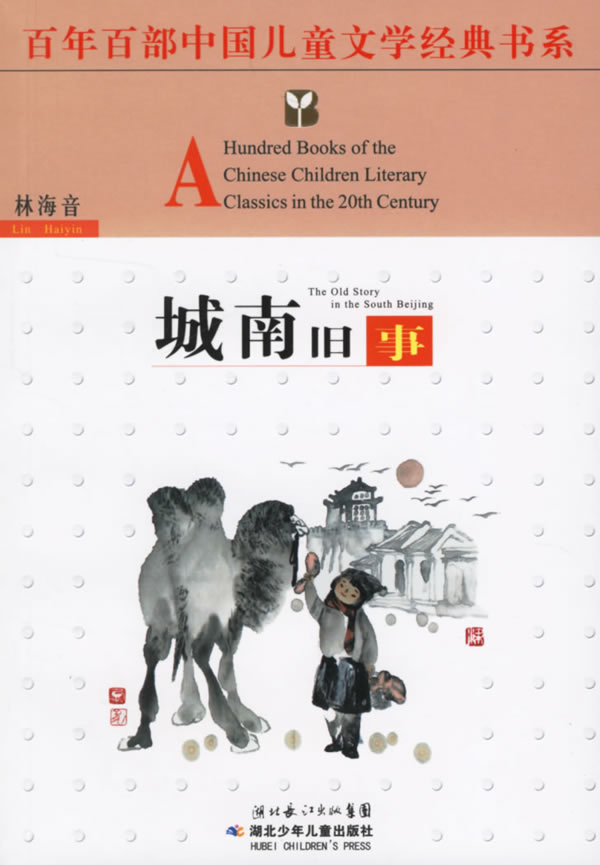 百年百部中国儿童文学经典书系
A Hundred Books of the
Chinese Children Literary
Classics in the 20th Century
林海音
Lin Haiyin
The Old Story
in the South Beijing
城南旧事
湖北长江出版集团
湖北少年儿童出版社
HUBEI CHILDREN'S PRESS